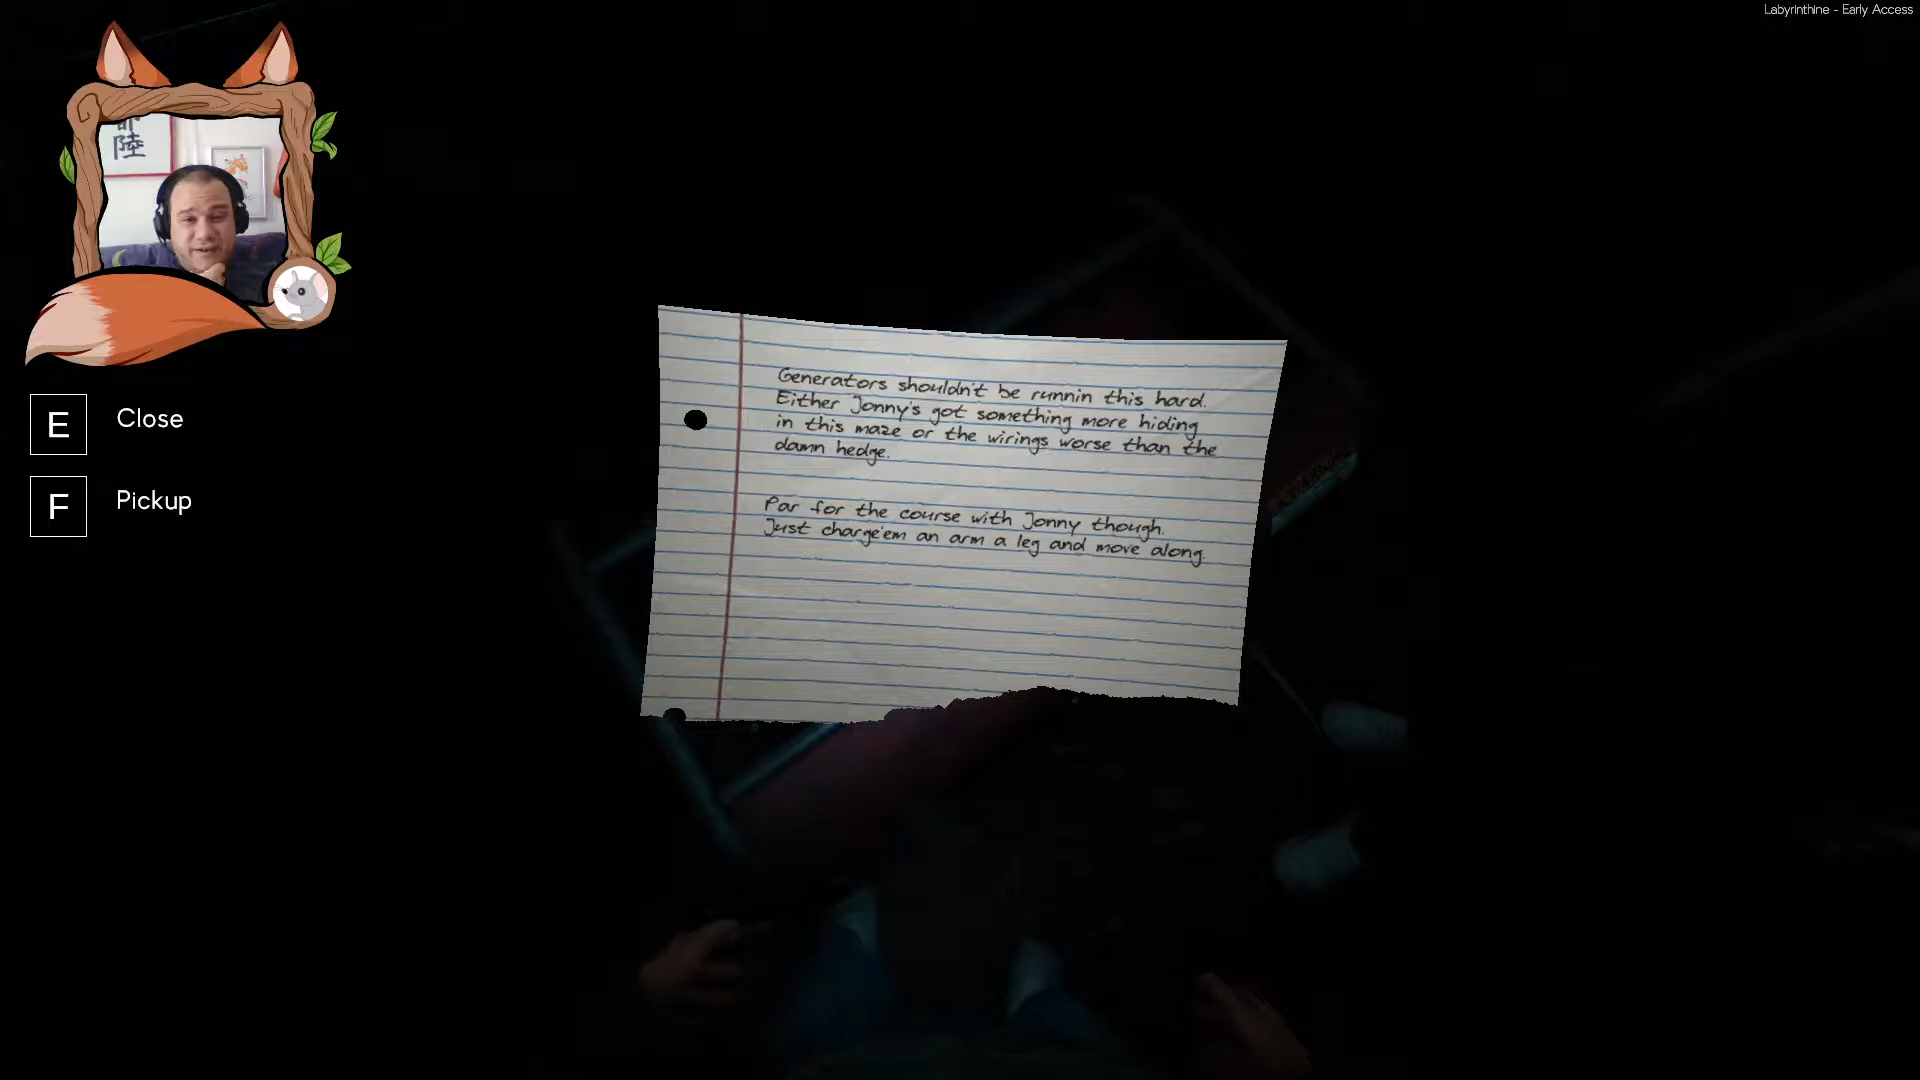 Labyrinthine - Early Access
陸
E Close
F Pickup
Generators shouldn't be runnin this hard.
Either Jonny's got something more hiding
in this maze or the wirings worse than the
damn hedge.
Par for the course with Jonny though.
Just charge'em an arm a leg and move along.